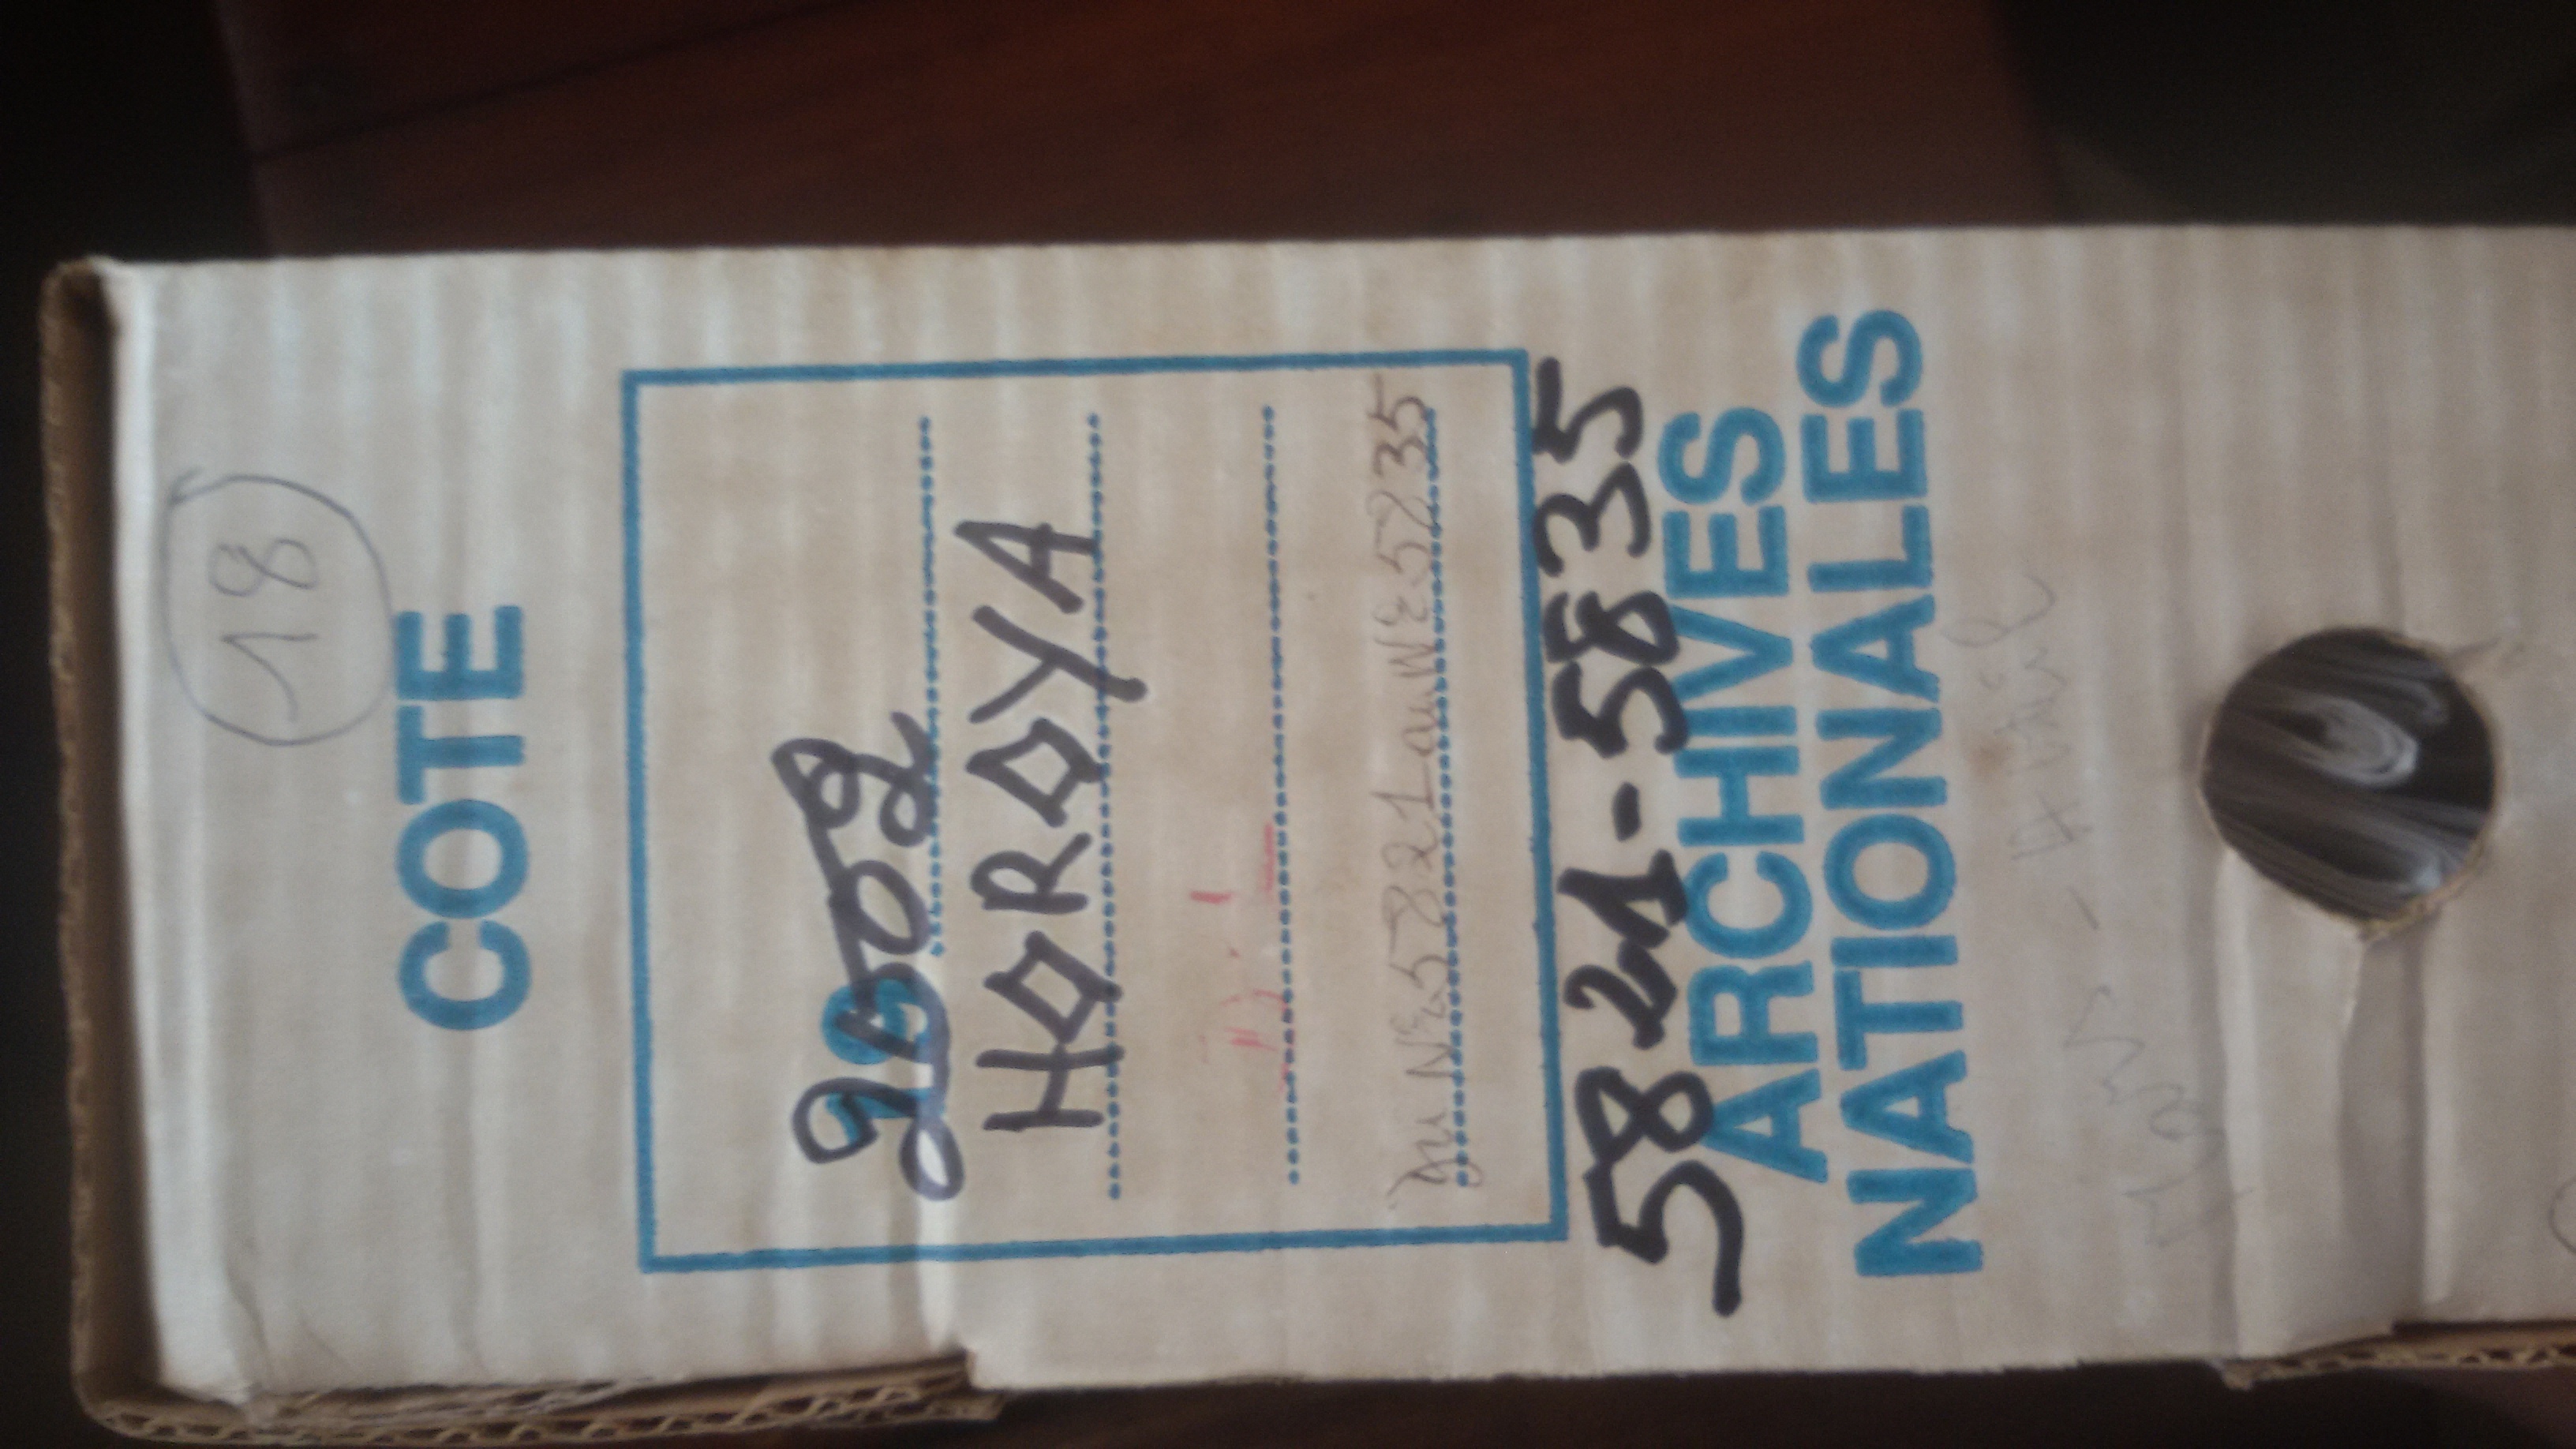 18
COTE
2002
HOROYA
Du N° 5821 au N° 5835
5821-5835
ARCHIVES
NATIONALES